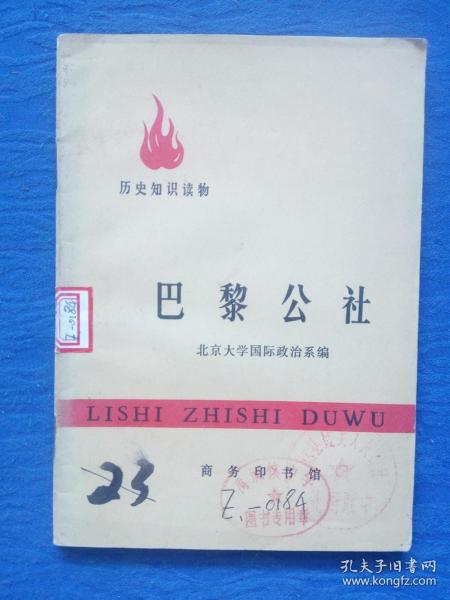 历史知识读物
Z-0184
巴黎公社
北京大学国际政治系编
LISHI ZHISHI DUWU
23
商务印书馆
Z,-0184
图书专用章
孔夫子旧书网
www.kongfz.com